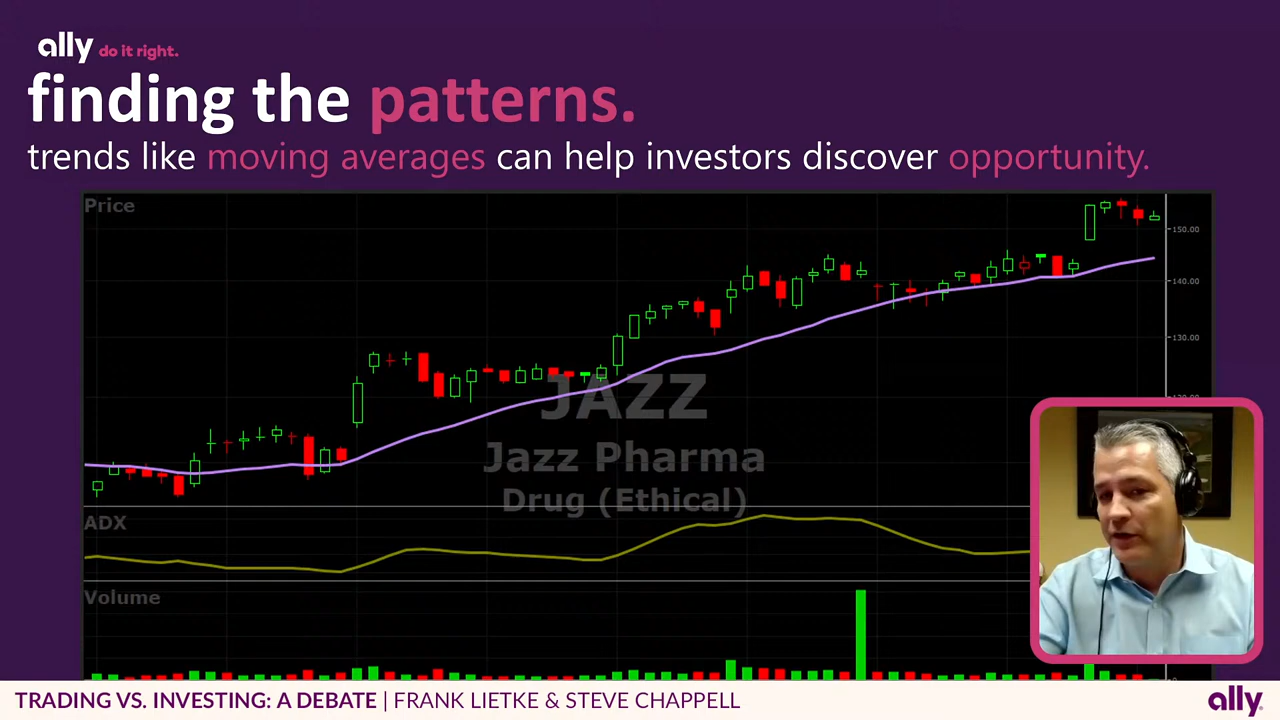 ally do it right.
finding the patterns.
trends like moving averages can help investors discover opportunity.
Price
150.00
140.00
130.00
JAZZ
Jazz Pharma
Drug (Ethical)
ADX
Volume
TRADING VS. INVESTING: A DEBATE | FRANK LIETKE & STEVE CHAPPELL
ally